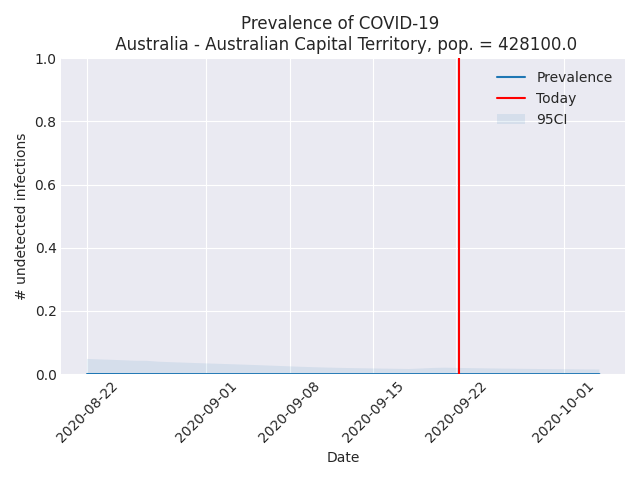 Prevalence of COVID-19
Australia - Australian Capital Territory, pop. = 428100.0
Prevalence
Today
95CI
# undetected infections
1.0
0.8
0.6
0.4
0.2
0.0
2020-08-22
2020-09-01
2020-09-08
2020-09-15
2020-09-22
2020-10-01
Date